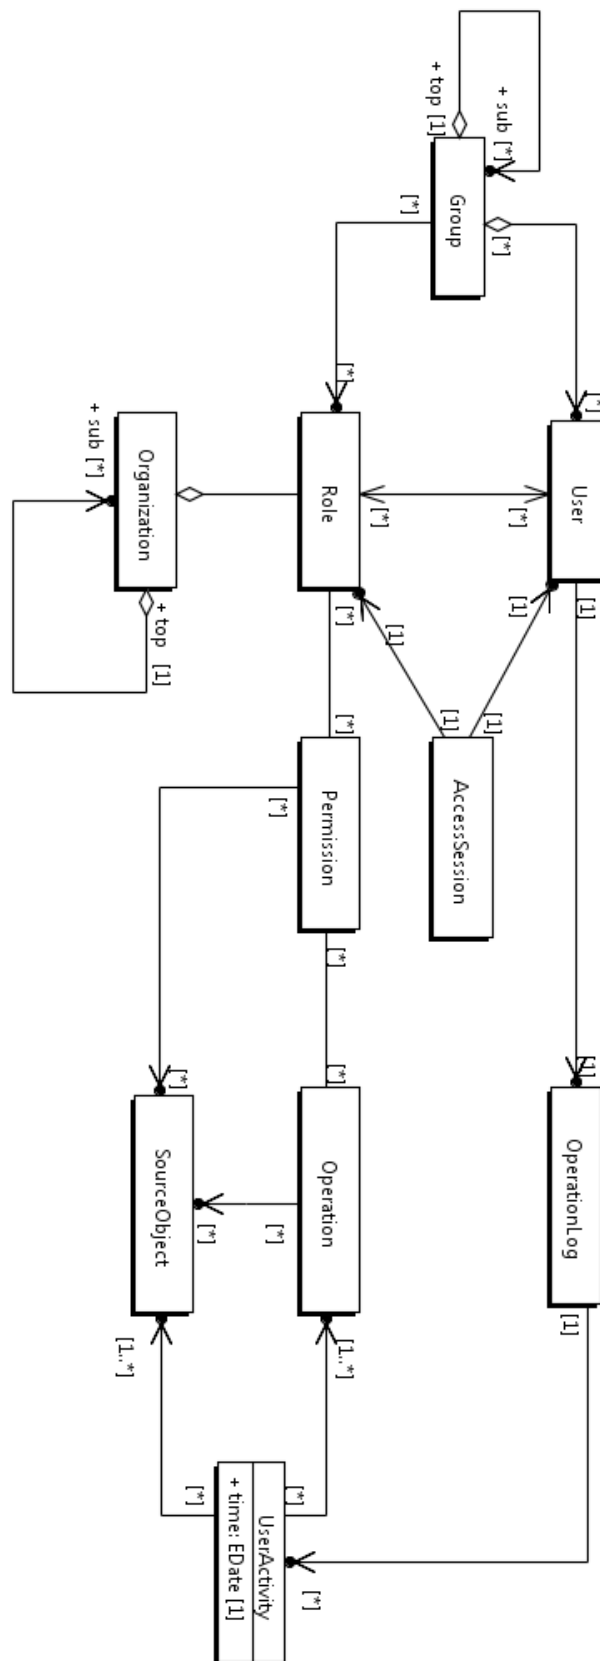 + top [1]
+ sub [*]
Group
[*]
[*]
[*]
[*]
+ sub [*]
Organization
+ top [1]
Role
User
[*]
[*]
[*]
[1]
[1]
[1]
[1]
[1]
[*]
Permission
AccessSession
[*]
[*]
[*]
[*]
[1]
SourceObject
Operation
OperationLog
[*]
[*]
[1..*]
[1..*]
[1]
[*]
[*]
UserActivity
+ time: EDate [1]
[*]